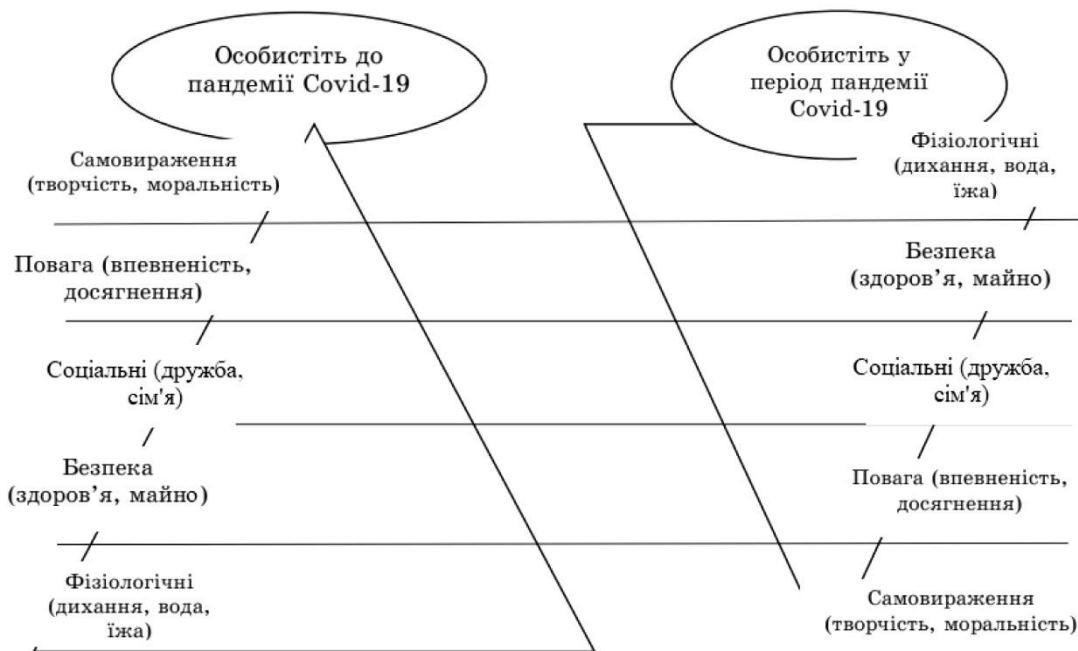 Особистіть до
пандемії Covid-19
Особистіть у
період пандемії
Covid-19
Самовираження
(творчість, моральність)
Фізіологічні
(дихання, вода,
їжа)
Повага (впевненість,
досягнення)
Безпека
(здоров’я, майно)
Соціальні (дружба,
сім'я)
Соціальні (дружба,
сім'я)
Безпека
(здоров’я, майно)
Повага (впевненість,
досягнення)
Фізіологічні
(дихання, вода,
їжа)
Самовираження
(творчість, моральність)